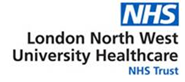 NHS
London North West
University Healthcare
NHS Trust